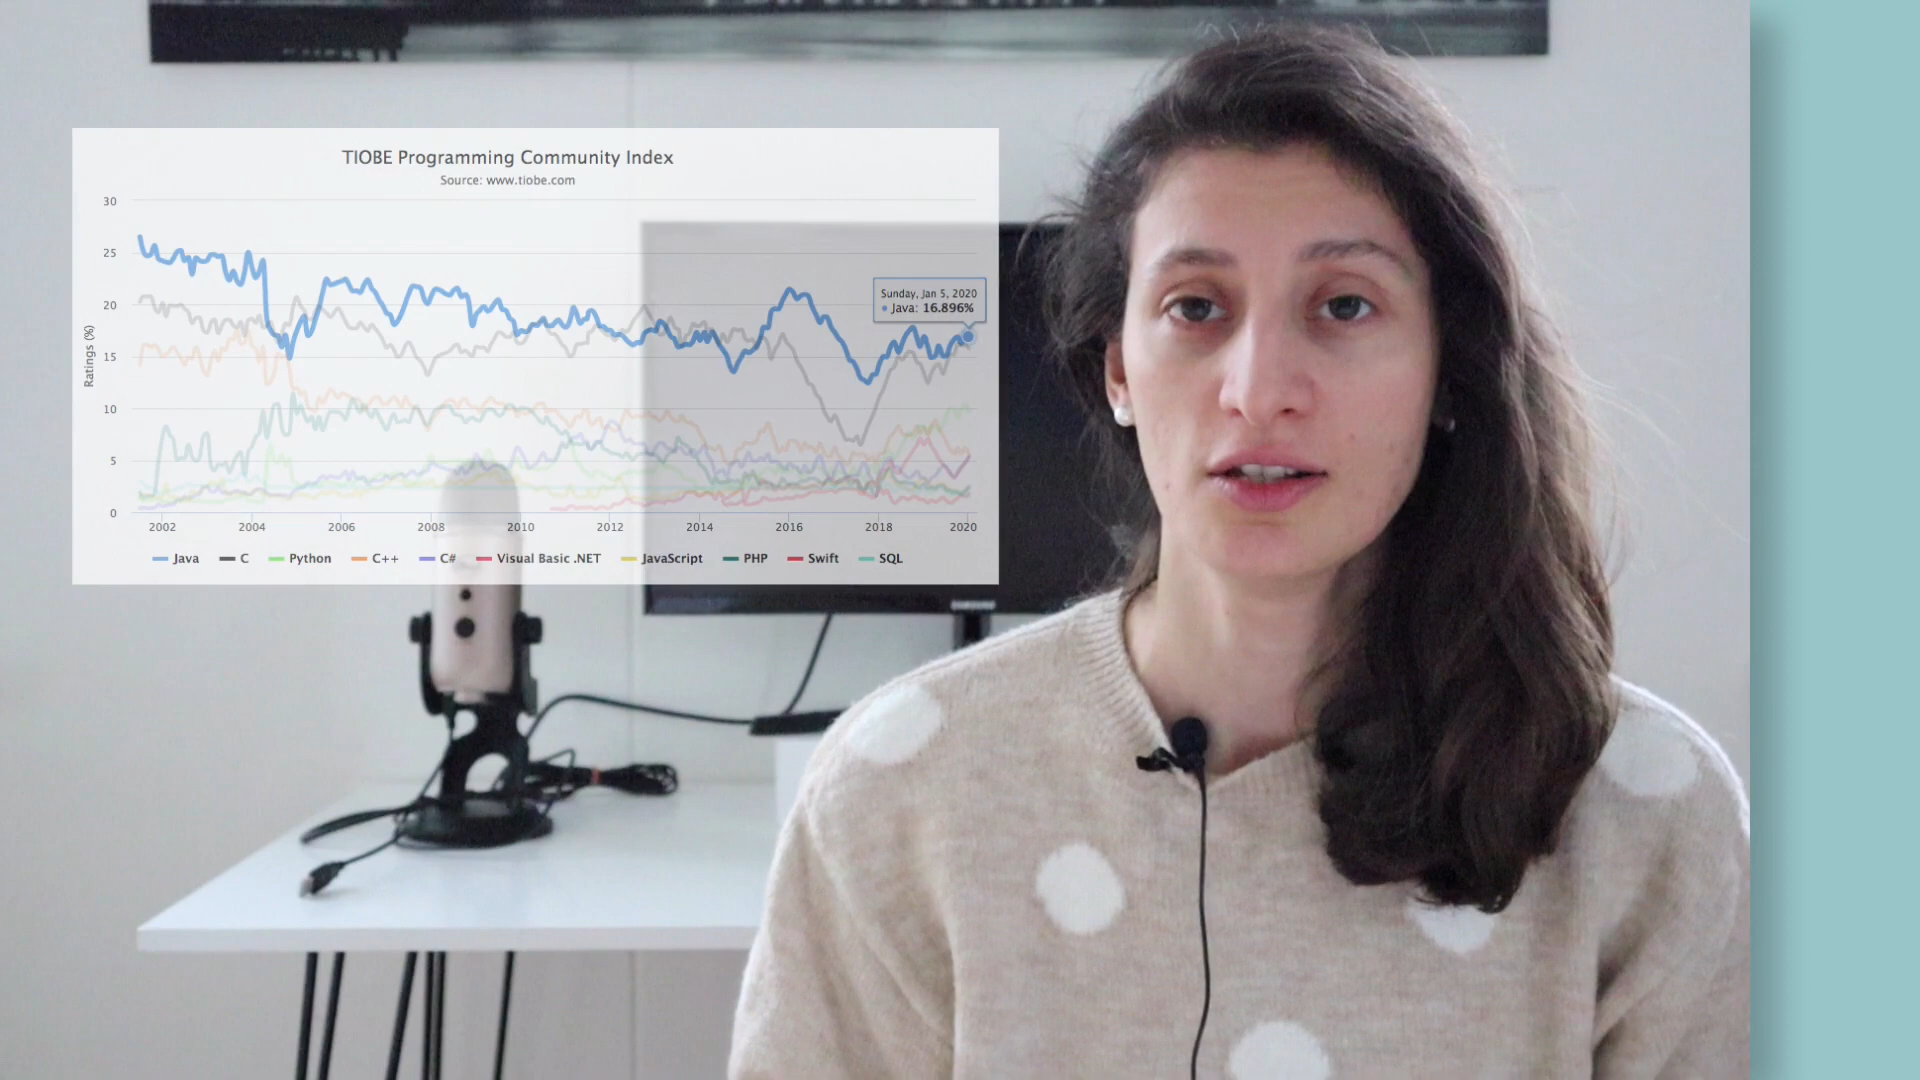 TIOBE Programming Community Index
Source: www.tiobe.com
Ratings (%)
30
25
20
15
10
5
0
Sunday, Jan 5, 2020
Java: 16.896%
2002 2004 2006 2008 2010 2012 2014 2016 2018 2020
Java C Python C++ C# Visual Basic .NET JavaScript PHP Swift SQL
SAMSUNG